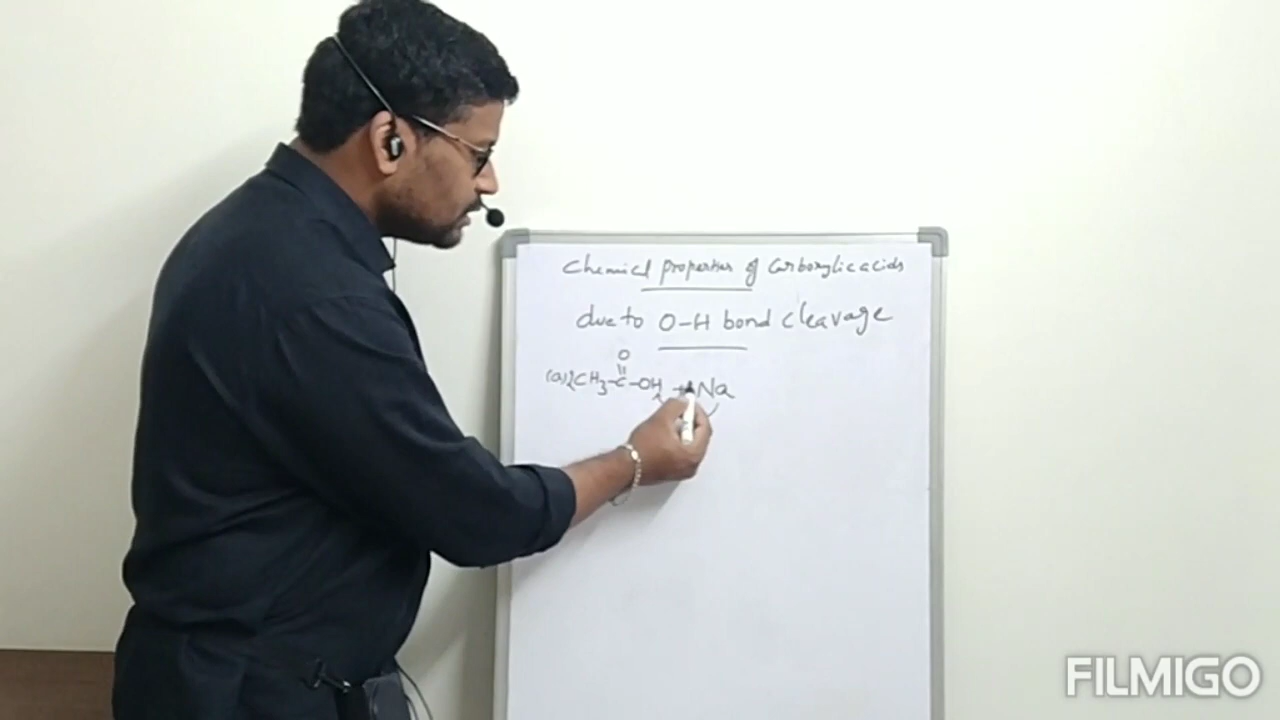 Chemical properties of Carboxylic acids
due to O-H bond cleavage
O
(a) 2CH3-C-OH + Na
FILMIGO